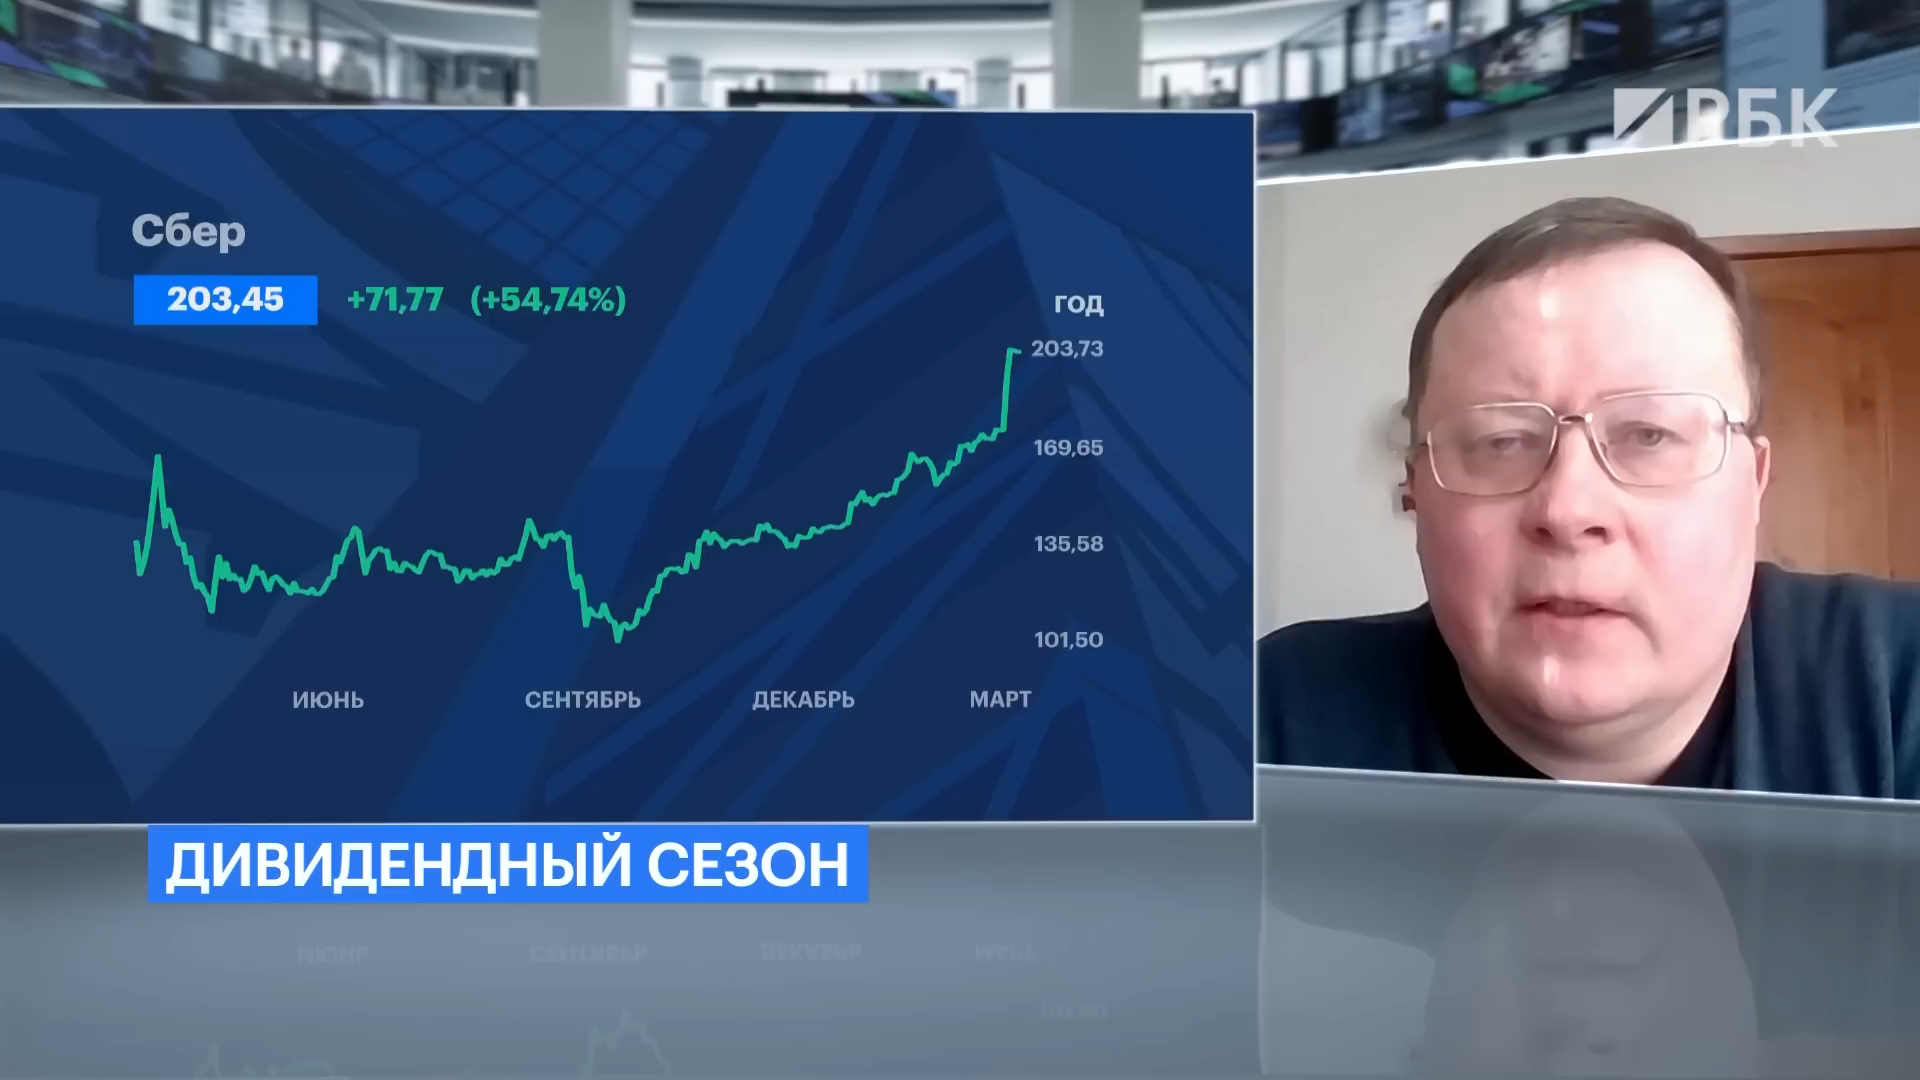 РБК
Сбер
203,45 +71,77 (+54,74%)
ГОД
203,73
169,65
135,58
101,50
ИЮНЬ СЕНТЯБРЬ ДЕКАБРЬ МАРТ
ДИВИДЕНДНЫЙ СЕЗОН